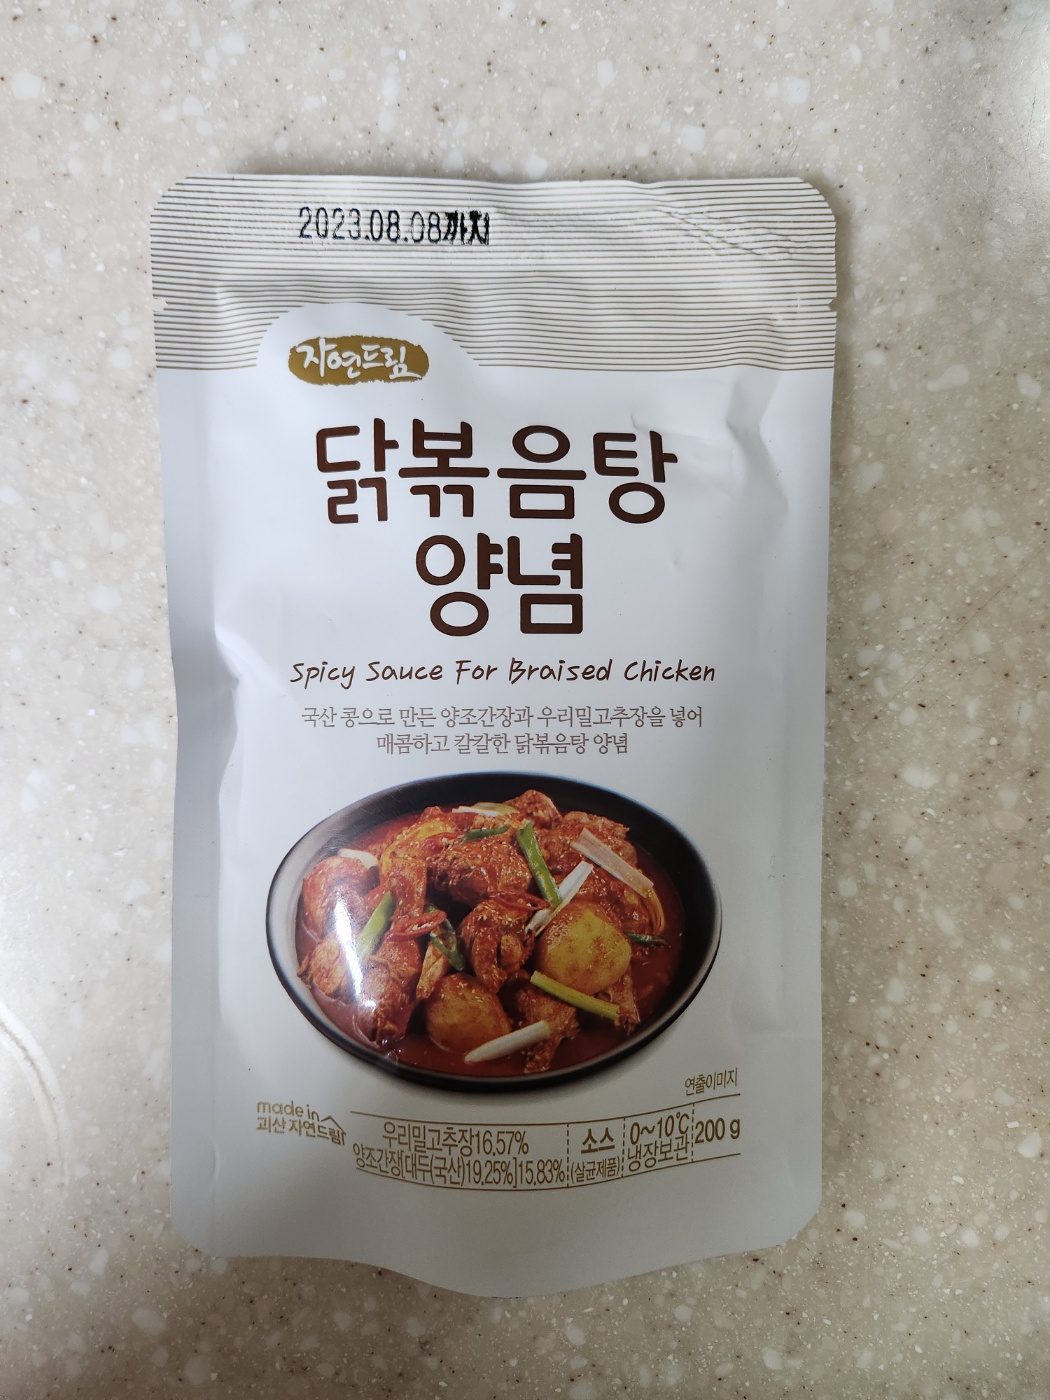 2023.08.08까지
자연드림
닭볶음탕
양념
Spicy Sauce For Braised Chicken
국산 콩으로 만든 양조간장과 우리밀고추장을 넣어
매콤하고 칼칼한 닭볶음탕 양념
연출이미지
made in
괴산 자연드림
우리밀고추장16.57%
양조간장[대두(국산)19.25%]15.83%
소스
(살균제품)
0~10℃
냉장보관
200 g